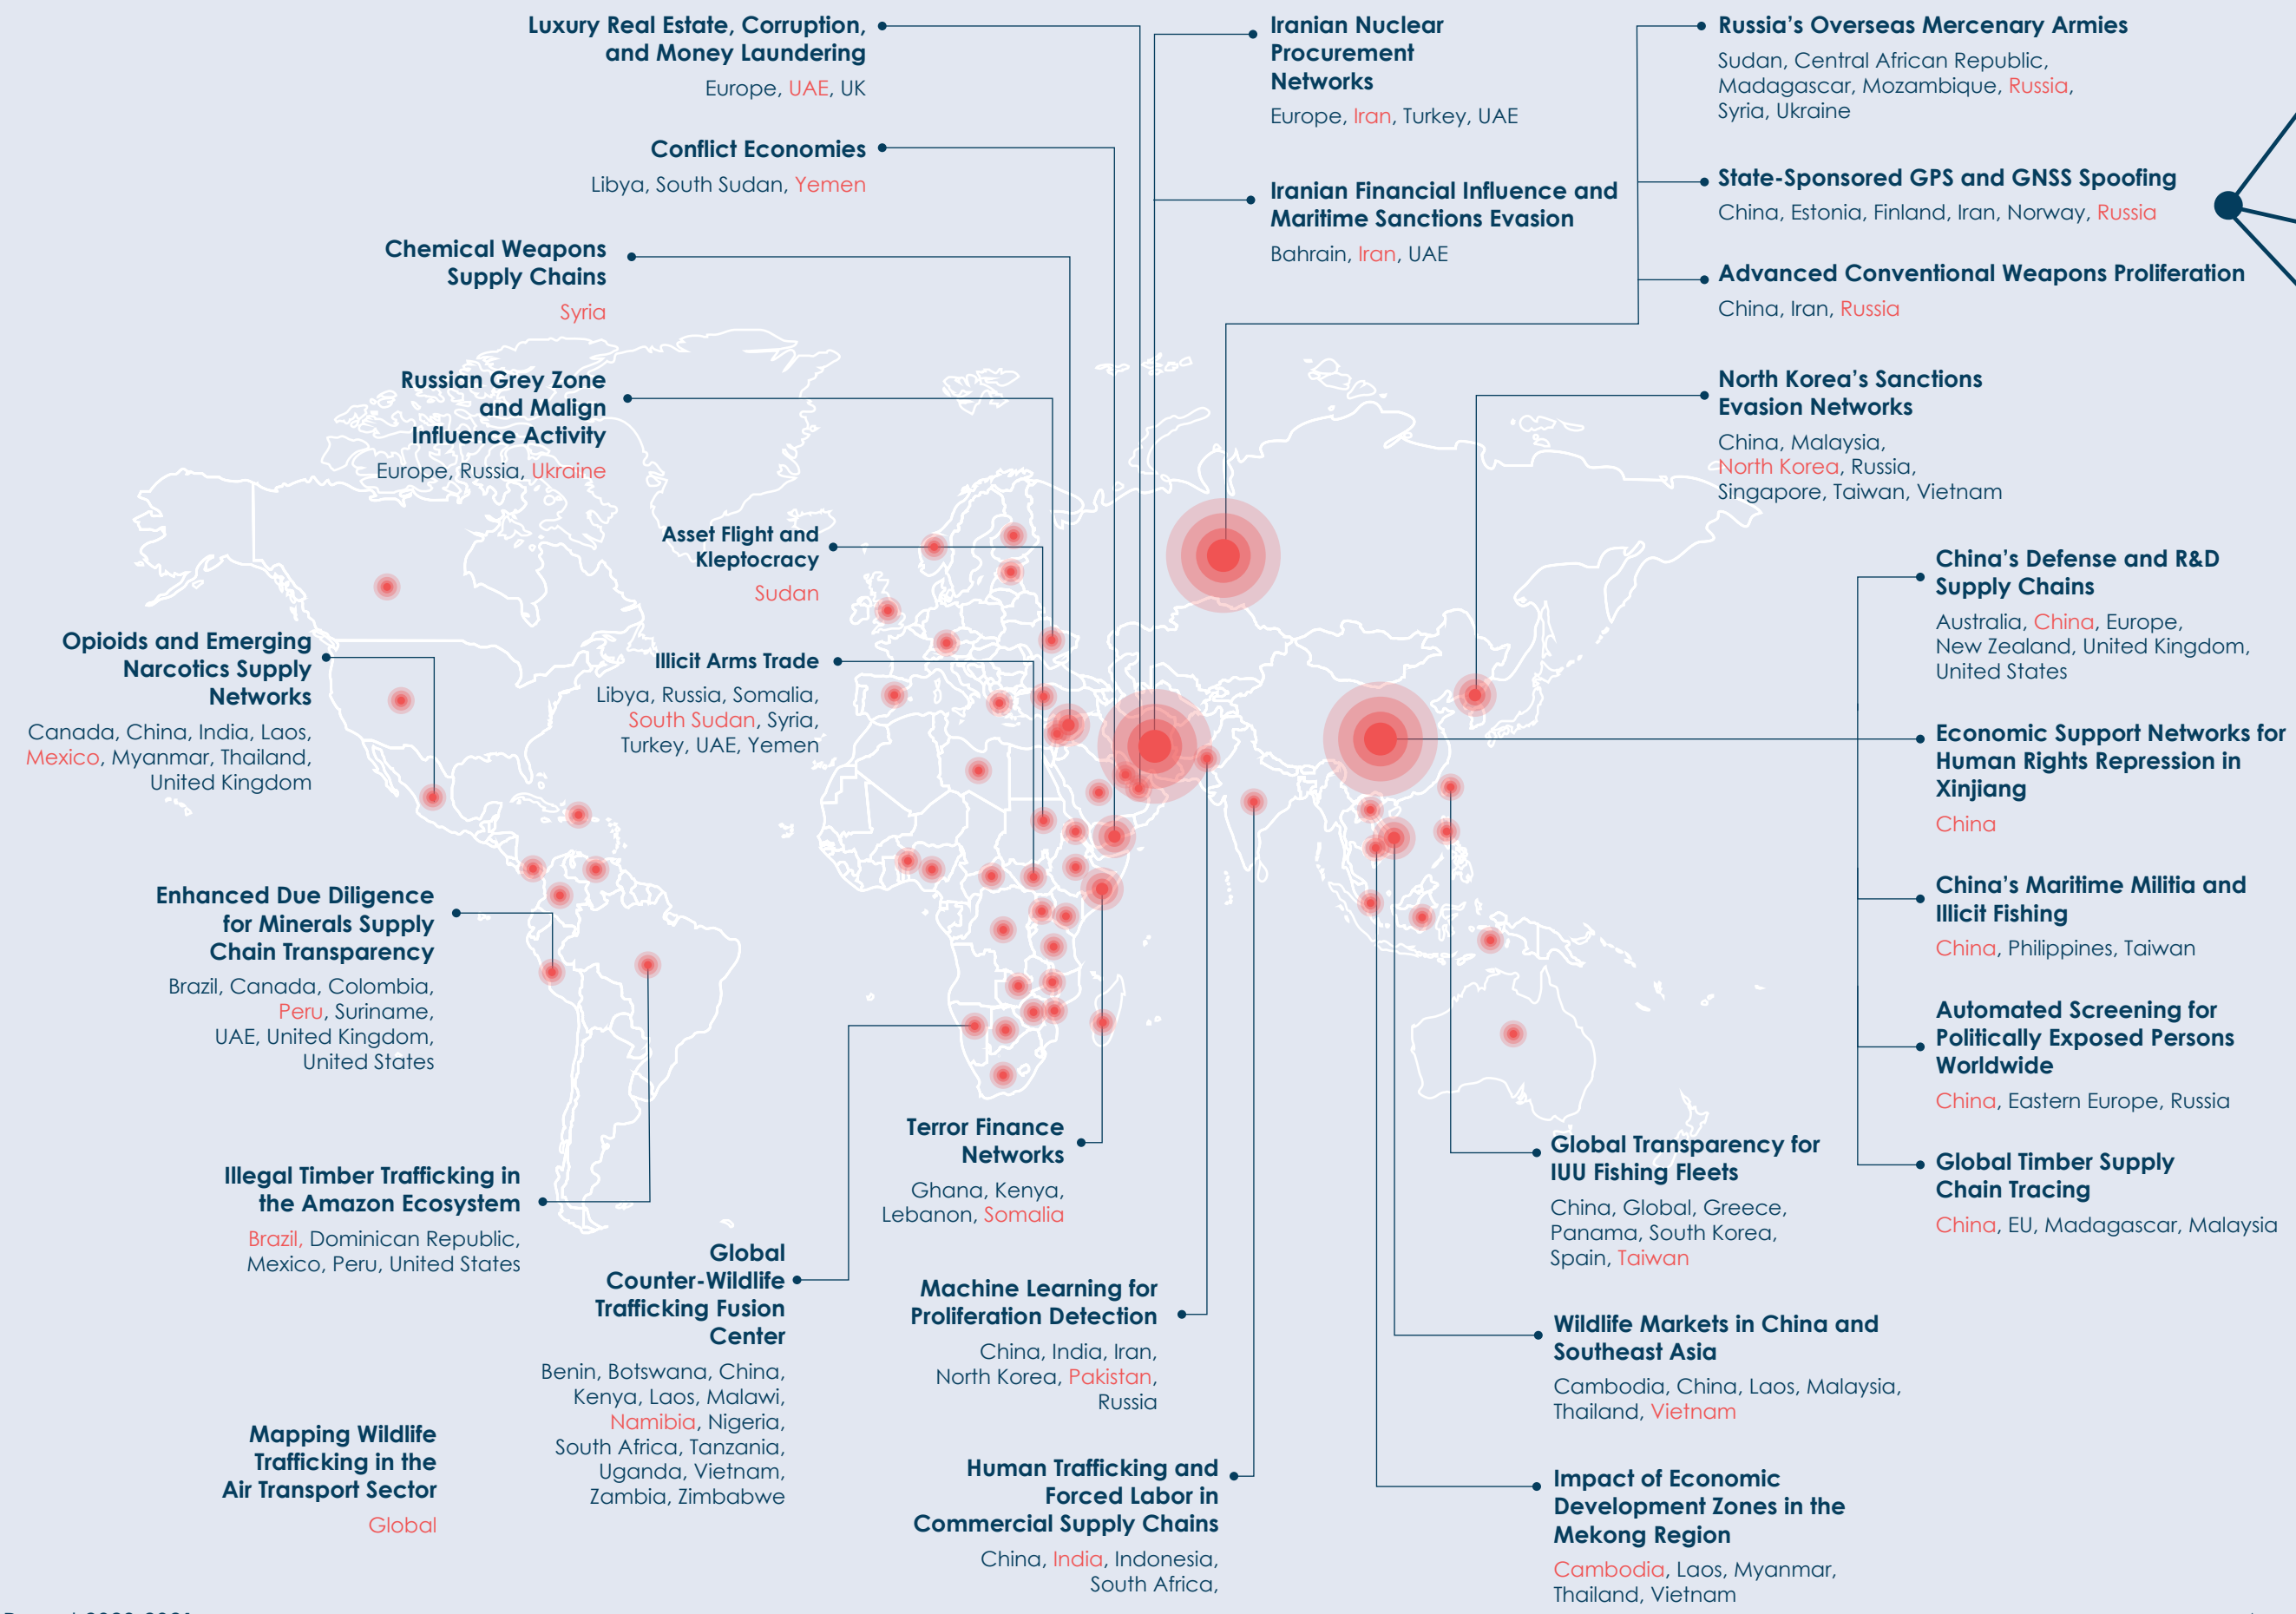 Luxury Real Estate, Corruption,
and Money Laundering
Europe, UAE, UK
Conflict Economies
Libya, South Sudan, Yemen
Chemical Weapons
Supply Chains
Syria
Russian Grey Zone
and Malign
Influence Activity
Europe, Russia, Ukraine
Asset Flight and
Kleptocracy
Sudan
Illicit Arms Trade
Libya, Russia, Somalia,
South Sudan, Syria,
Turkey, UAE, Yemen
Opioids and Emerging
Narcotics Supply
Networks
Canada, China, India, Laos,
Mexico, Myanmar, Thailand,
United Kingdom
Enhanced Due Diligence
for Minerals Supply
Chain Transparency
Brazil, Canada, Colombia,
Peru, Suriname,
UAE, United Kingdom,
United States
Illegal Timber Trafficking in
the Amazon Ecosystem
Brazil, Dominican Republic,
Mexico, Peru, United States
Mapping Wildlife
Trafficking in the
Air Transport Sector
Global
Global
Counter-Wildlife
Trafficking Fusion
Center
Benin, Botswana, China,
Kenya, Laos, Malawi,
Namibia, Nigeria,
South Africa, Tanzania,
Uganda, Vietnam,
Zambia, Zimbabwe
Terror Finance
Networks
Ghana, Kenya,
Lebanon, Somalia
Machine Learning for
Proliferation Detection
China, India, Iran,
North Korea, Pakistan,
Russia
Human Trafficking and
Forced Labor in
Commercial Supply Chains
China, India, Indonesia,
South Africa,
Iranian Nuclear
Procurement
Networks
Europe, Iran, Turkey, UAE
Iranian Financial Influence and
Maritime Sanctions Evasion
Bahrain, Iran, UAE
Russia's Overseas Mercenary Armies
Sudan, Central African Republic,
Madagascar, Mozambique, Russia,
Syria, Ukraine
State-Sponsored GPS and GNSS Spoofing
China, Estonia, Finland, Iran, Norway, Russia
Advanced Conventional Weapons Proliferation
China, Iran, Russia
North Korea's Sanctions
Evasion Networks
China, Malaysia,
North Korea, Russia,
Singapore, Taiwan, Vietnam
China's Defense and R&D
Supply Chains
Australia, China, Europe,
New Zealand, United Kingdom,
United States
Economic Support Networks for
Human Rights Repression in
Xinjiang
China
China's Maritime Militia and
Illicit Fishing
China, Philippines, Taiwan
Automated Screening for
Politically Exposed Persons
Worldwide
China, Eastern Europe, Russia
Global Timber Supply
Chain Tracing
China, EU, Madagascar, Malaysia
Global Transparency for
IUU Fishing Fleets
China, Global, Greece,
Panama, South Korea,
Spain, Taiwan
Wildlife Markets in China and
Southeast Asia
Cambodia, China, Laos, Malaysia,
Thailand, Vietnam
Impact of Economic
Development Zones in the
Mekong Region
Cambodia, Laos, Myanmar,
Thailand, Vietnam